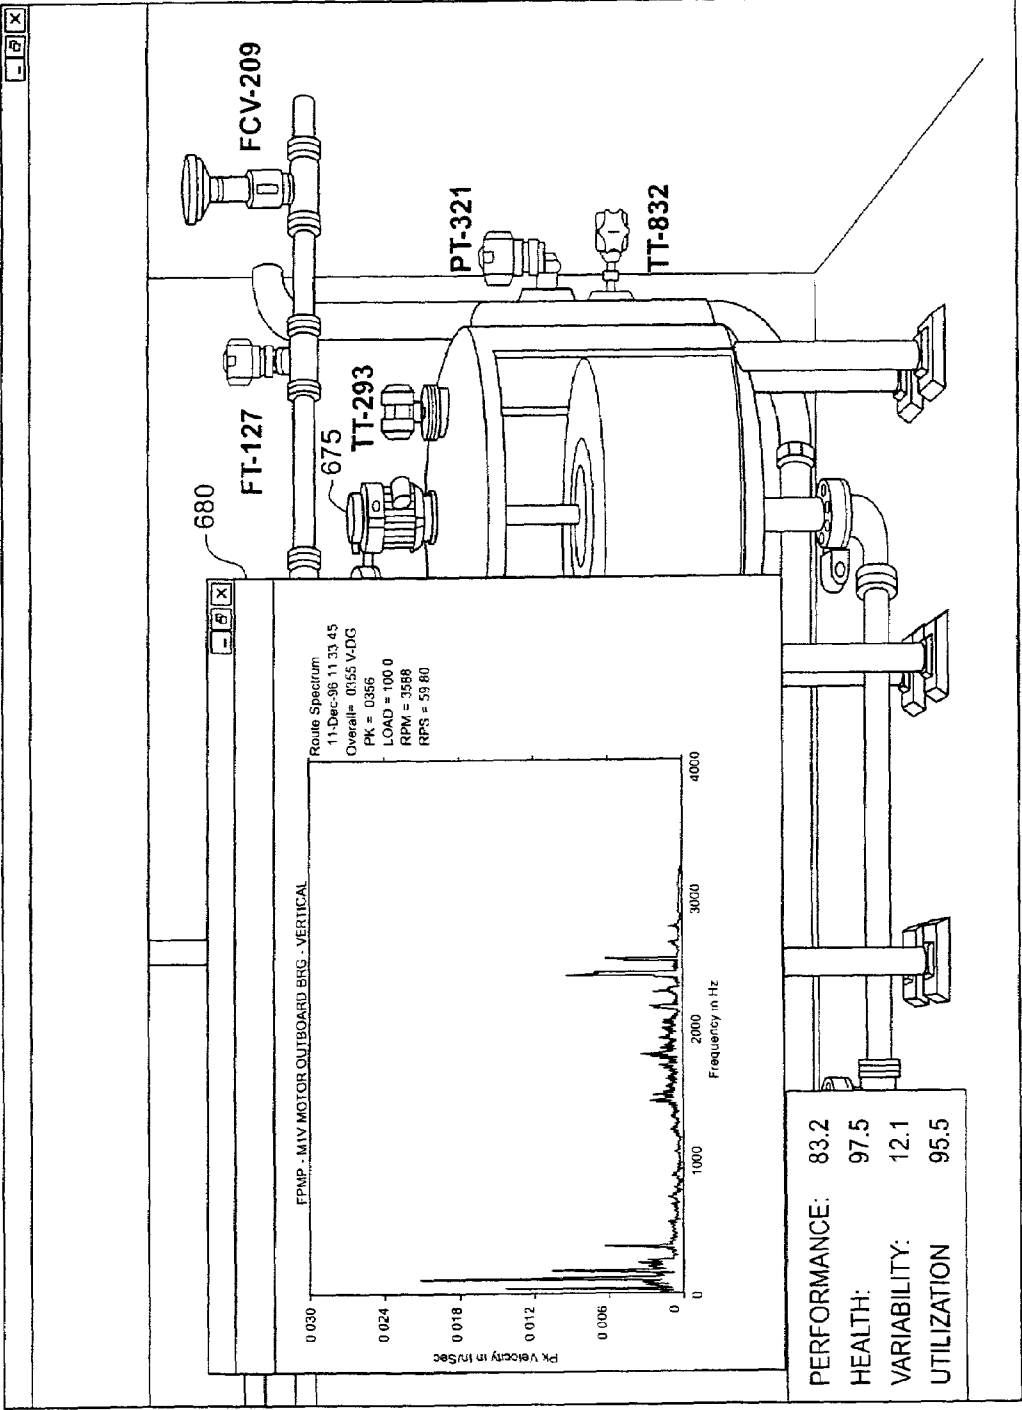 FCV-209
PT-321
TT-832
FT-127
TT-293
675
680
FPMP - M1V MOTOR OUTBOARD BRG - VERTICAL
Route Spectrum
11-Dec-96 11 33 45
Overall= 0355 V-DG
PK = 0356
LOAD = 100 0
RPM = 3588
RPS = 59 80
Pk Velocity in In/Sec
0 030
0 024
0 018
0 012
0 006
0
0
1000
2000
3000
4000
Frequency in Hz
PERFORMANCE: 83.2
HEALTH: 97.5
VARIABILITY: 12.1
UTILIZATION 95.5